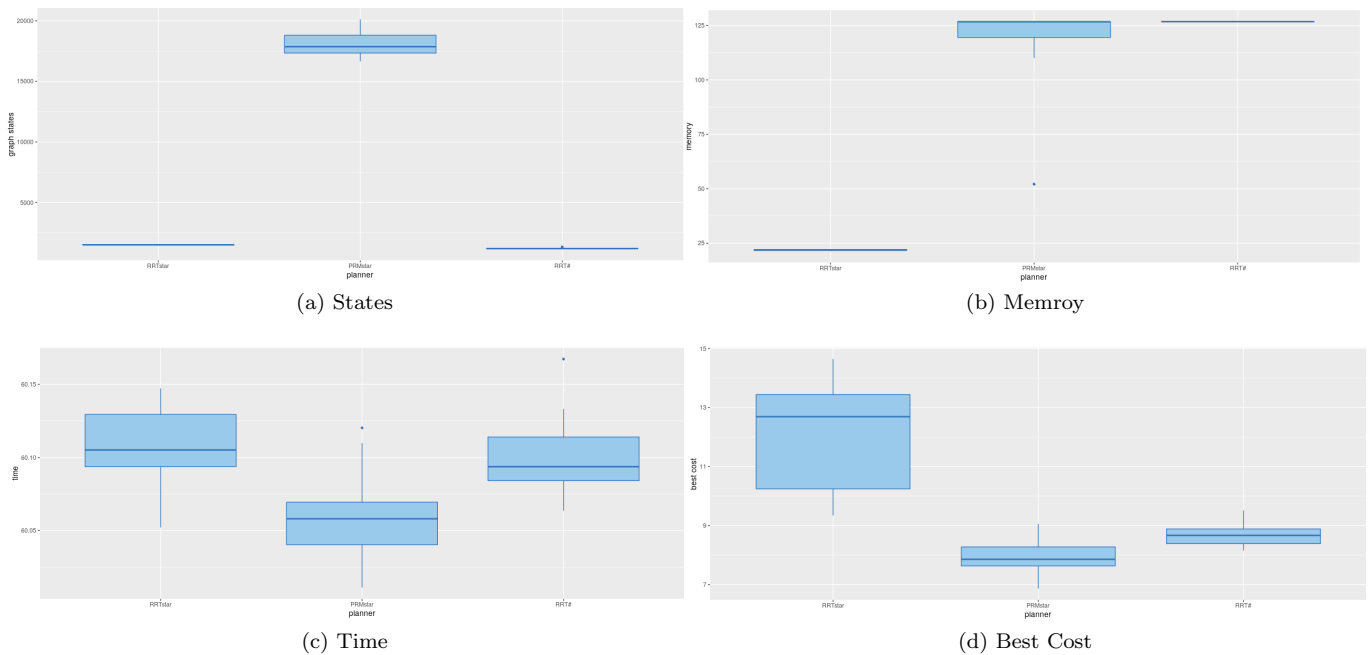 20000
15000
10000
5000
graph states
RRTstar
PRMstar
RRT#
planner
(a) States
125
100
75
50
25
memory
RRTstar
PRMstar
RRT#
planner
(b) Memroy
60.15
60.10
60.05
time
RRTstar
PRMstar
RRT#
planner
(c) Time
15
13
11
9
7
best cost
RRTstar
PRMstar
RRT#
planner
(d) Best Cost